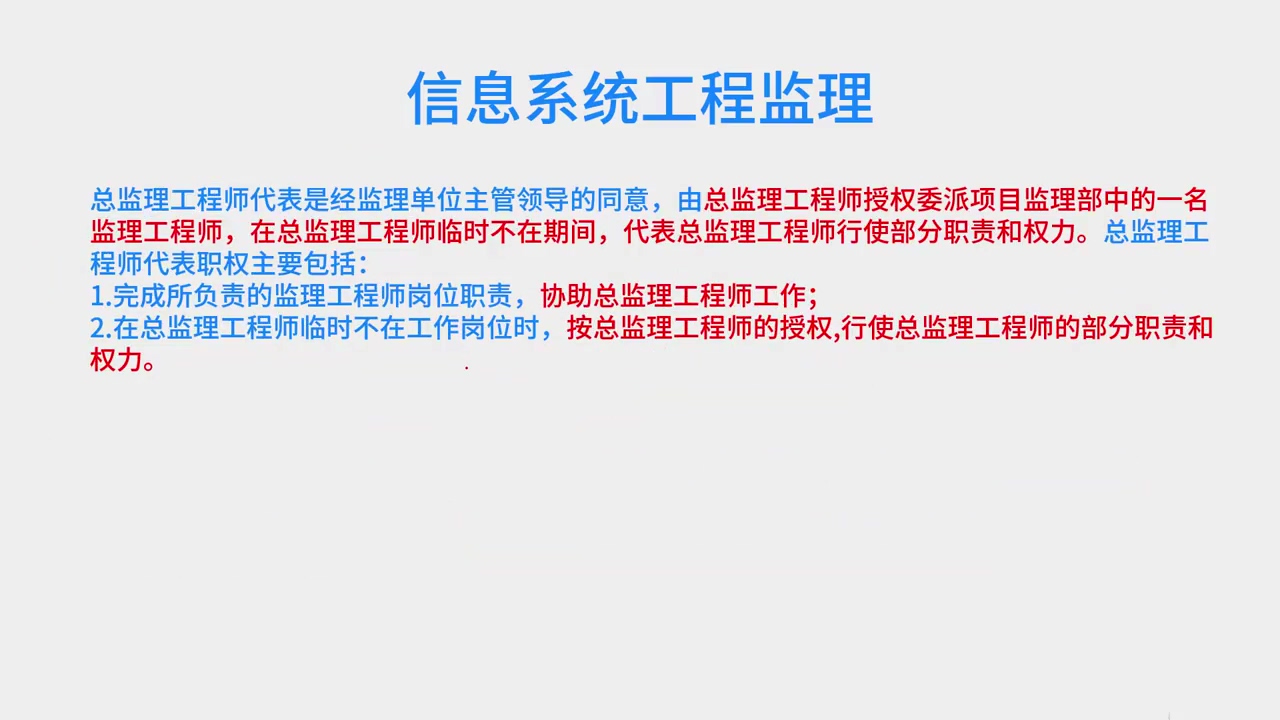 信息系统工程监理
总监理工程师代表是经监理单位主管领导的同意，由总监理工程师授权委派项目监理部中的一名
监理工程师，在总监理工程师临时不在期间，代表总监理工程师行使部分职责和权力。总监理工
程师代表职权主要包括：
1.完成所负责的监理工程师岗位职责，协助总监理工程师工作；
2.在总监理工程师临时不在工作岗位时，按总监理工程师的授权,行使总监理工程师的部分职责和
权力。